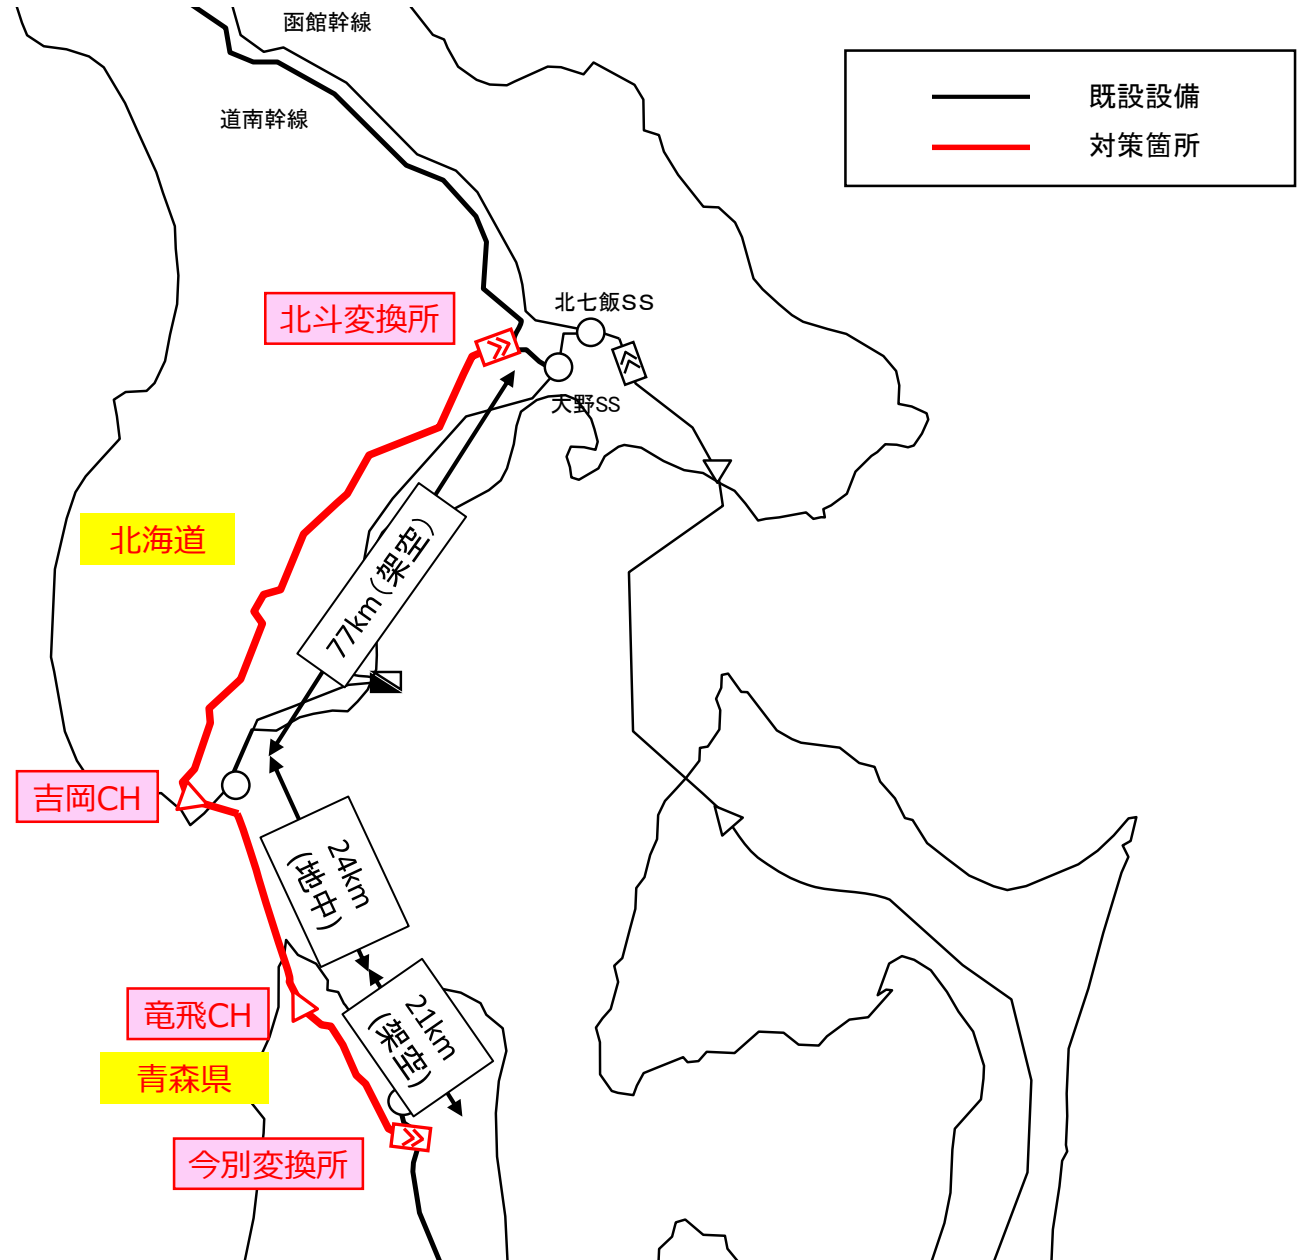 函館幹線
道南幹線
既設設備
対策箇所
北斗変換所
北七飯SS
大野SS
77km(架空)
北海道
吉岡CH
24km
(地中)
竜飛CH
21km
(架空)
青森県
今別変換所